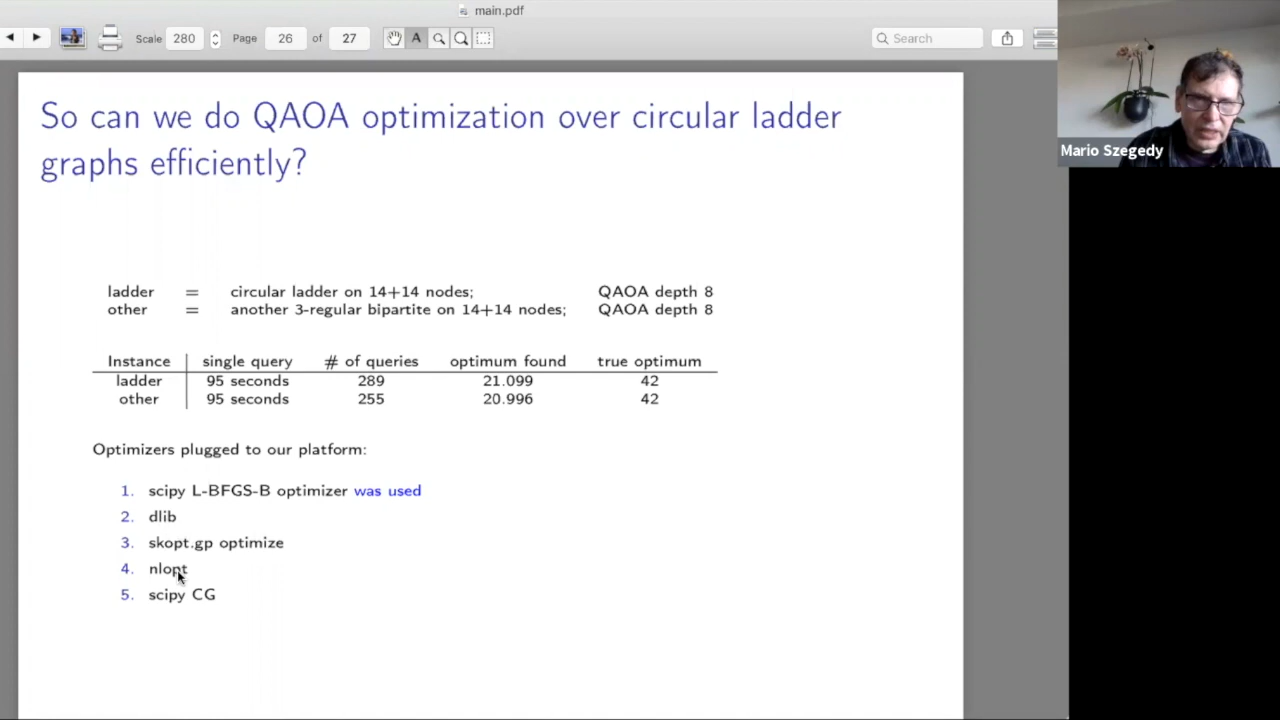 main.pdf
Scale 280 Page 26 of 27 A Search
So can we do QAOA optimization over circular ladder
graphs efficiently?
Mario Szegedy
ladder = circular ladder on 14+14 nodes; QAOA depth 8
other = another 3-regular bipartite on 14+14 nodes; QAOA depth 8
Instance single query # of queries optimum found true optimum
ladder 95 seconds 289 21.099 42
other 95 seconds 255 20.996 42
Optimizers plugged to our platform:
1. scipy L-BFGS-B optimizer was used
2. dlib
3. skopt.gp optimize
4. nlopt
5. scipy CG